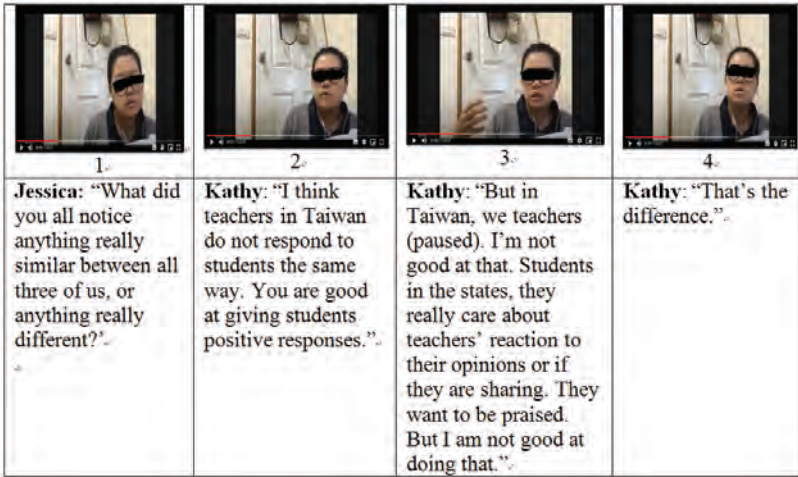 1.
2.
3.
4.
Jessica: “What did
you all notice
anything really
similar between all
three of us, or
anything really
different?’
Kathy: “I think
teachers in Taiwan
do not respond to
students the same
way. You are good
at giving students
positive responses.”
Kathy: “But in
Taiwan, we teachers
(paused). I’m not
good at that. Students
in the states, they
really care about
teachers’ reaction to
their opinions or if
they are sharing. They
want to be praised.
But I am not good at
doing that.”
Kathy: “That’s the
difference.”